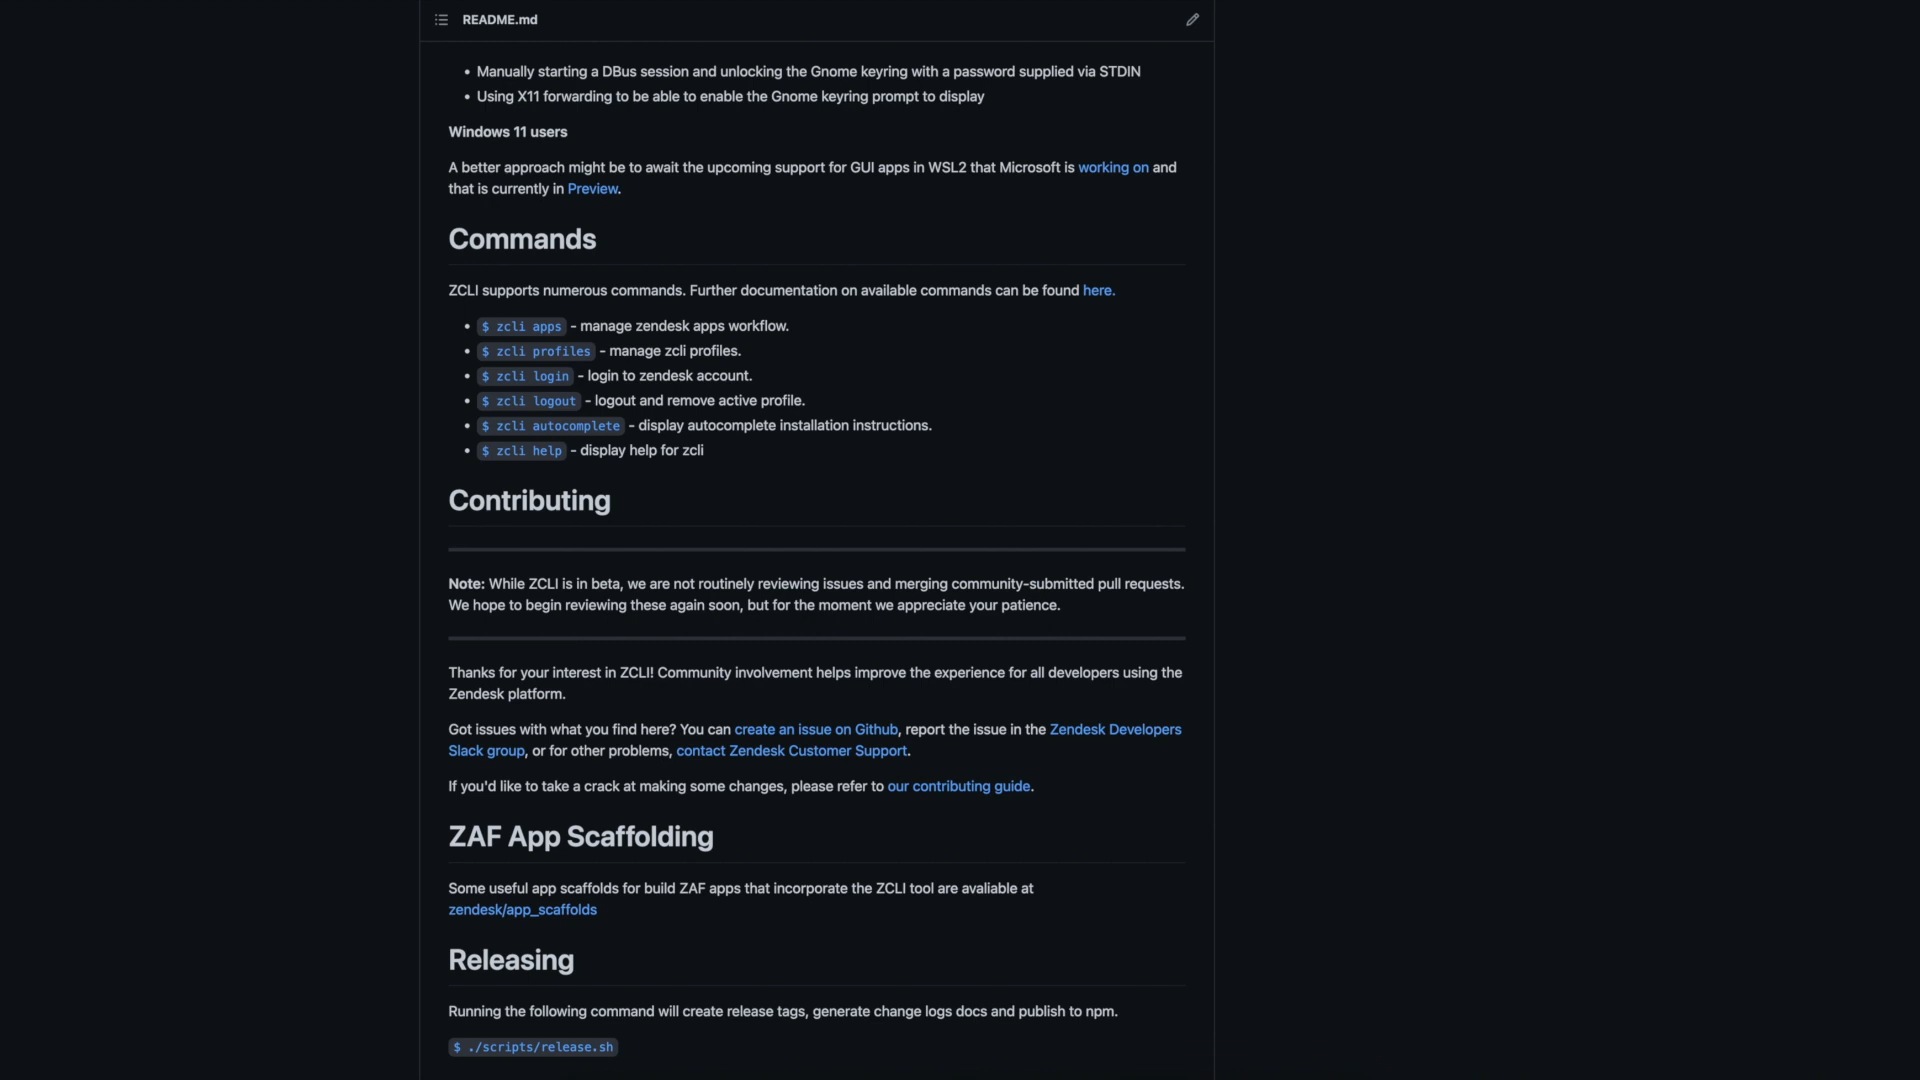 README.md
• Manually starting a DBus session and unlocking the Gnome keyring with a password supplied via STDIN
• Using X11 forwarding to be able to enable the Gnome keyring prompt to display
Windows 11 users
A better approach might be to await the upcoming support for GUI apps in WSL2 that Microsoft is working on and
that is currently in Preview.
Commands
ZCLI supports numerous commands. Further documentation on available commands can be found here.
• $ zcli apps - manage zendesk apps workflow.
• $ zcli profiles - manage zcli profiles.
• $ zcli login - login to zendesk account.
• $ zcli logout - logout and remove active profile.
• $ zcli autocomplete - display autocomplete installation instructions.
• $ zcli help - display help for zcli
Contributing
Note: While ZCLI is in beta, we are not routinely reviewing issues and merging community-submitted pull requests.
We hope to begin reviewing these again soon, but for the moment we appreciate your patience.
Thanks for your interest in ZCLI! Community involvement helps improve the experience for all developers using the
Zendesk platform.
Got issues with what you find here? You can create an issue on Github, report the issue in the Zendesk Developers
Slack group, or for other problems, contact Zendesk Customer Support.
If you'd like to take a crack at making some changes, please refer to our contributing guide.
ZAF App Scaffolding
Some useful app scaffolds for build ZAF apps that incorporate the ZCLI tool are avaliable at
zendesk/app_scaffolds
Releasing
Running the following command will create release tags, generate change logs docs and publish to npm.
$ ./scripts/release.sh